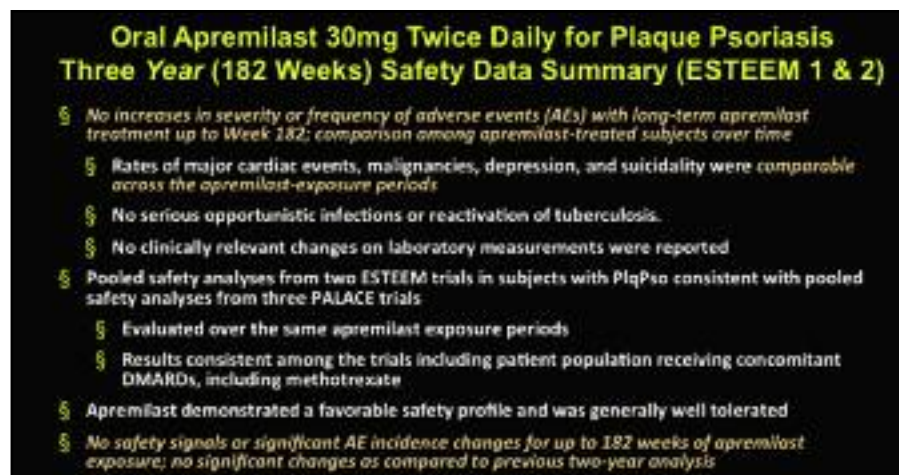 Oral Apremilast 30mg Twice Daily for Plaque Psoriasis
Three Year (182 Weeks) Safety Data Summary (ESTEEM 1 & 2)
§ No increases in severity or frequency of adverse events (AEs) with long-term apremilast
treatment up to Week 182; comparison among apremilast-treated subjects over time
§ Rates of major cardiac events, malignancies, depression, and suicidality were comparable
across the apremilast-exposure periods
§ No serious opportunistic infections or reactivation of tuberculosis.
§ No clinically relevant changes on laboratory measurements were reported
§ Pooled safety analyses from two ESTEEM trials in subjects with PlqPso consistent with pooled
safety analyses from three PALACE trials
§ Evaluated over the same apremilast exposure periods
§ Results consistent among the trials including patient population receiving concomitant
DMARDs, including methotrexate
§ Apremilast demonstrated a favorable safety profile and was generally well tolerated
§ No safety signals or significant AE incidence changes for up to 182 weeks of apremilast
exposure; no significant changes as compared to previous two-year analysis